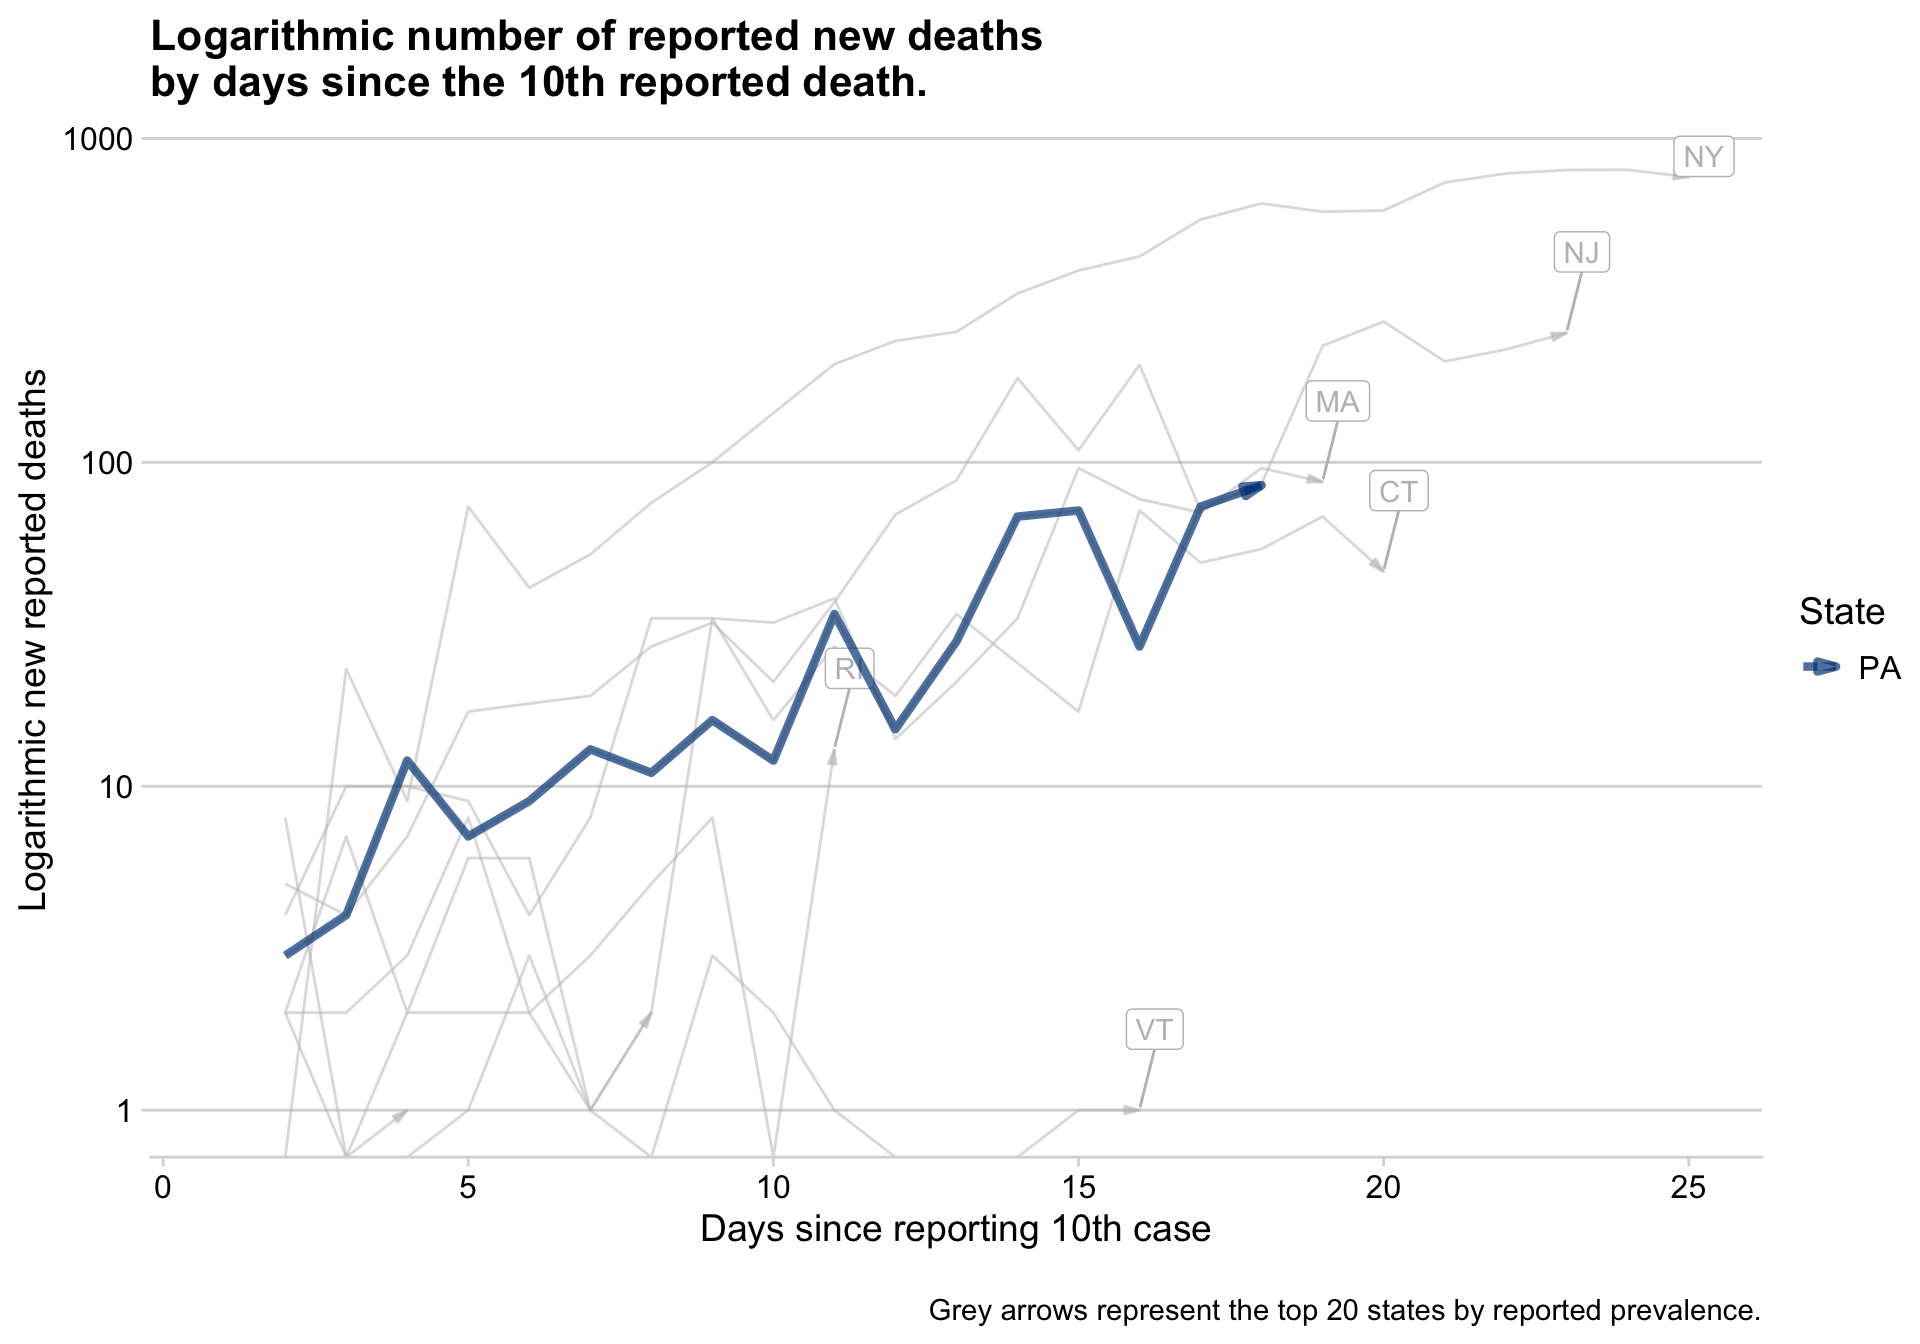 Logarithmic number of reported new deaths
by days since the 10th reported death.
1000
NY
NJ
MA
100
CT
RI
10
VT
1
Logarithmic new reported deaths
State
PA
0 5 10 15 20 25
Days since reporting 10th case
Grey arrows represent the top 20 states by reported prevalence.